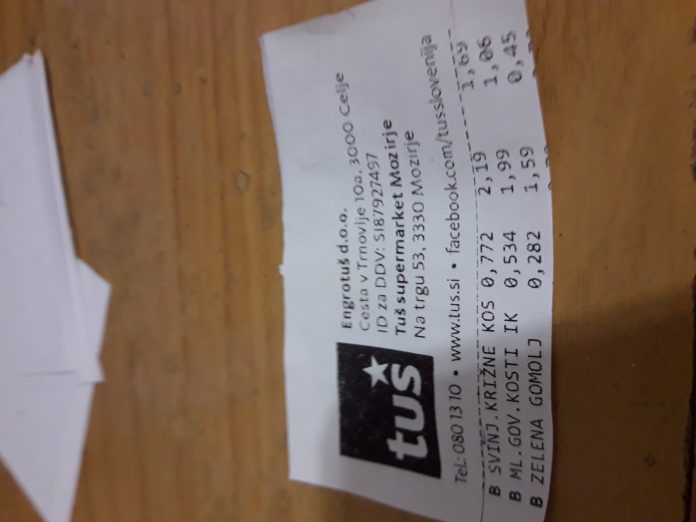 tuš
Engrotuš d.o.o.
Cesta v Trnovlje 10a, 3000 Celje
ID za DDV: SI87927497
Tuš supermarket Mozirje
Na trgu 53, 3330 Mozirje
Tel.: 080 13 10 • www.tus.si • facebook.com/tusslovenija
B SVINJ.KRIŽNE KOS 0,772 2,19 1,69
B ML.GOV.KOSTI IK 0,534 1,99 1,06
B ZELENA GOMOLJ 0,282 1,59 0,45